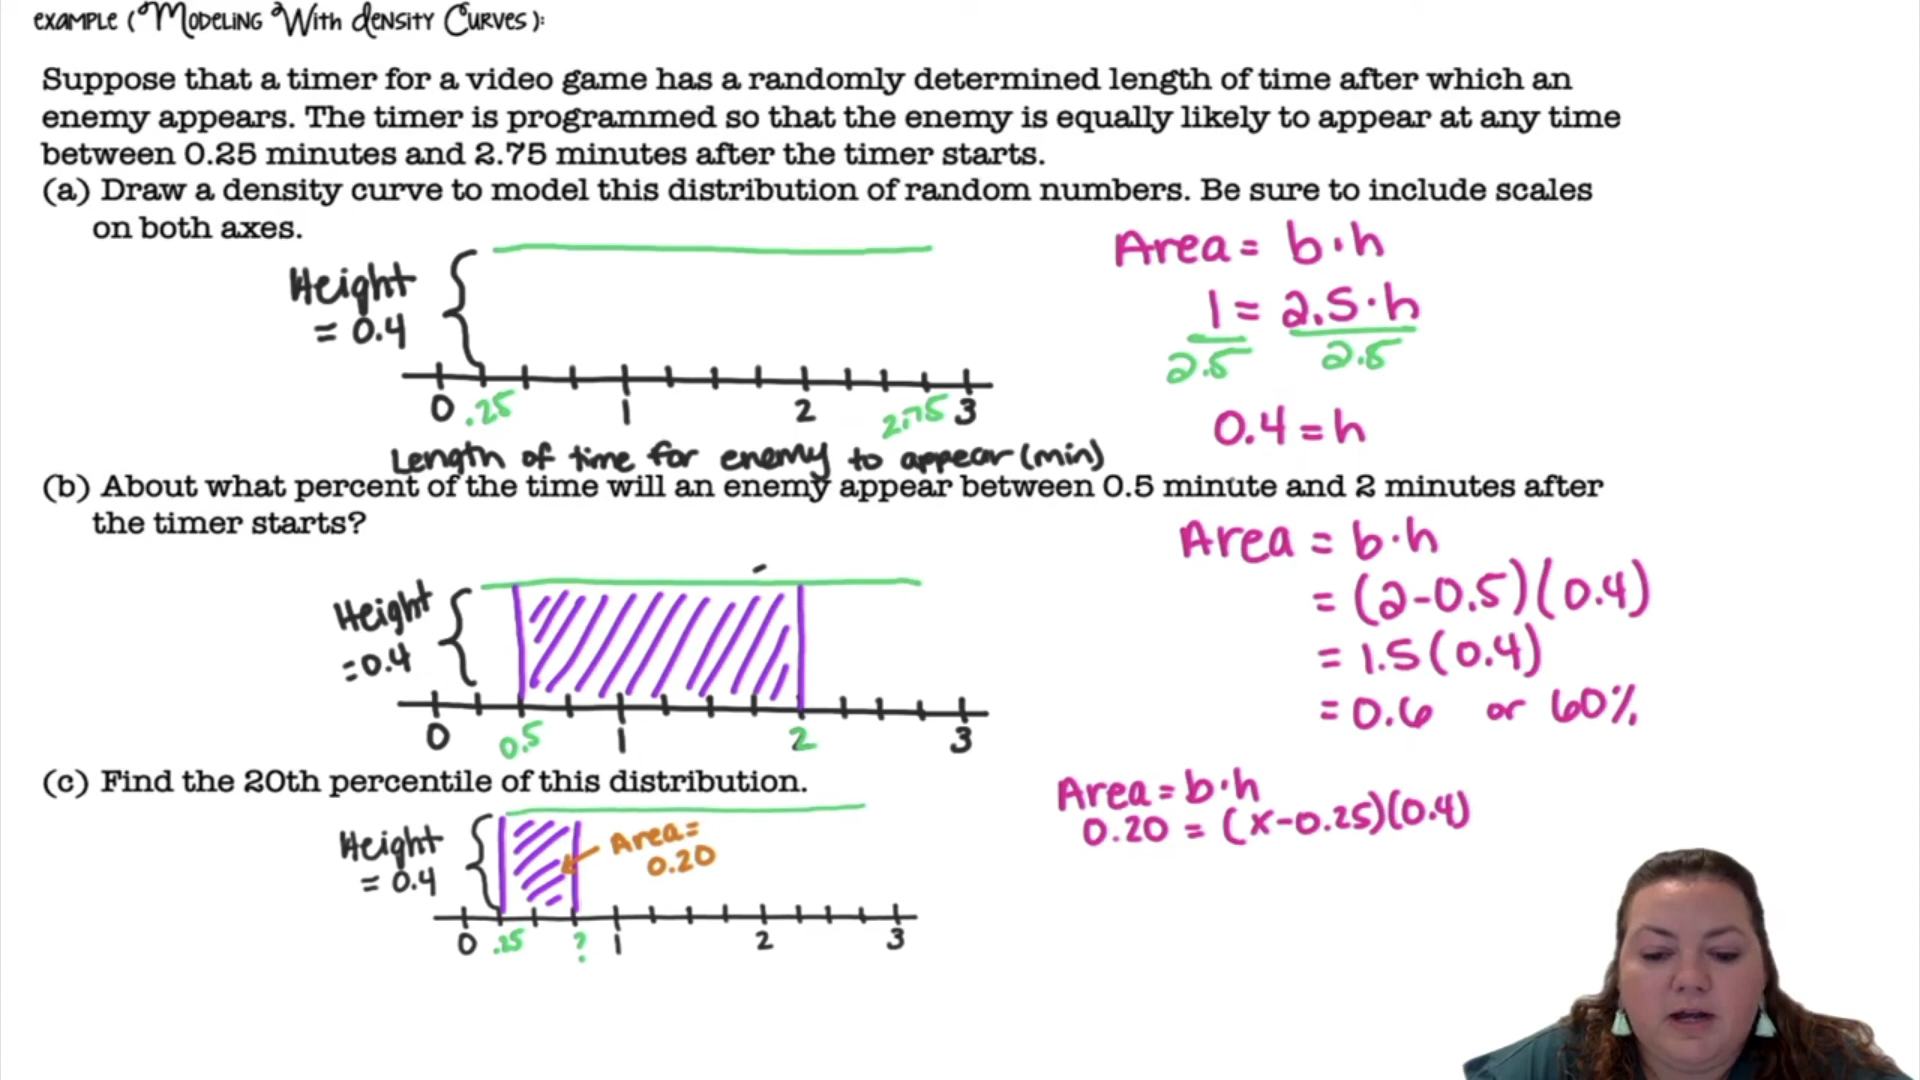 example (Modeling With Density Curves):
Suppose that a timer for a video game has a randomly determined length of time after which an
enemy appears. The timer is programmed so that the enemy is equally likely to appear at any time
between 0.25 minutes and 2.75 minutes after the timer starts.
(a) Draw a density curve to model this distribution of random numbers. Be sure to include scales
on both axes.
Height
= 0.4
0 .25 1 2 2.75 3
Length of time for enemy to appear (min)
Area = b·h
1 = 2.5·h
2.5 2.5
0.4 = h
(b) About what percent of the time will an enemy appear between 0.5 minute and 2 minutes after
the timer starts?
Height
=0.4
0 0.5 1 2 3
Area = b·h
= (2-0.5)(0.4)
= 1.5(0.4)
= 0.6 or 60%
(c) Find the 20th percentile of this distribution.
Height
= 0.4
Area =
0.20
0 .25 ? 1 2 3
Area = b·h
0.20 = (x-0.25)(0.4)